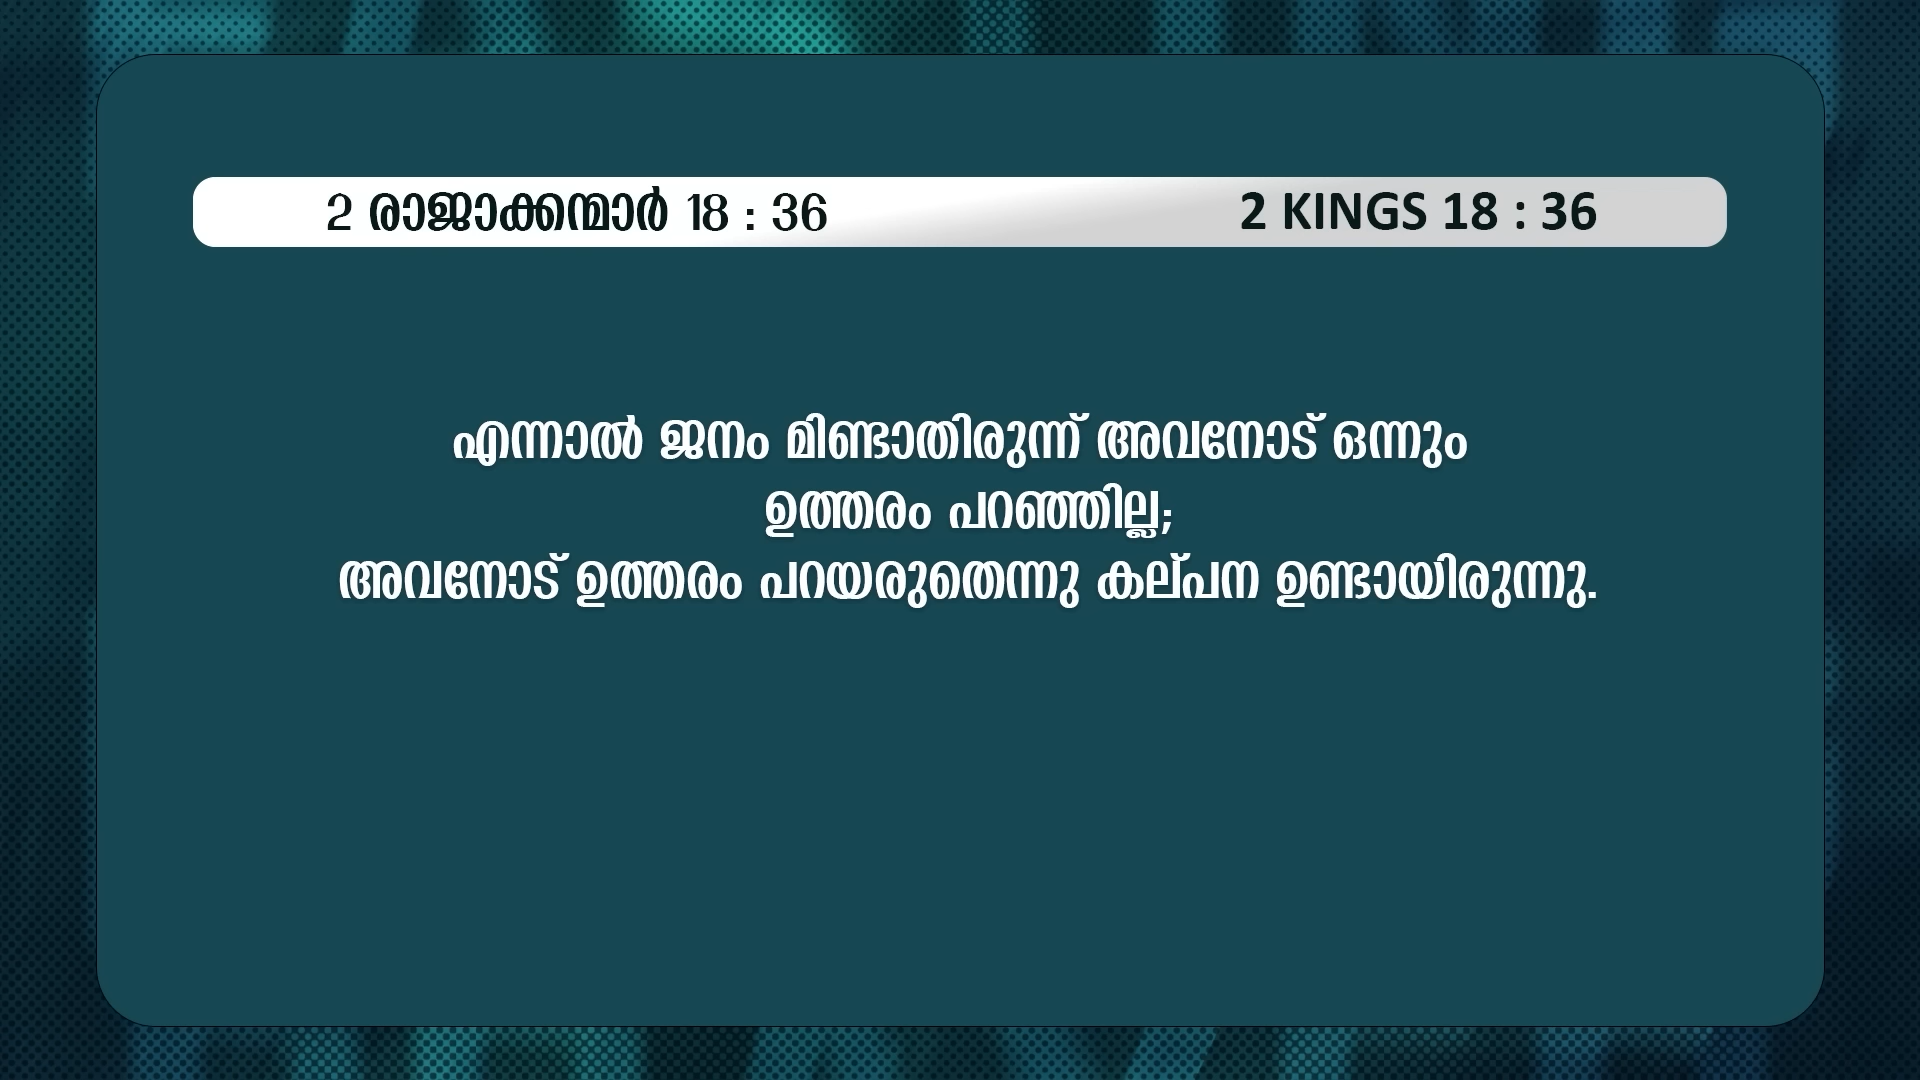 2 രാജാക്കന്മാർ 18 : 36 2 KINGS 18 : 36
എന്നാൽ ജനം മിണ്ടാതിരുന്ന് അവനോട് ഒന്നും
ഉത്തരം പറഞ്ഞില്ല;
അവനോട് ഉത്തരം പറയരുതെന്നു കല്പന ഉണ്ടായിരുന്നു.